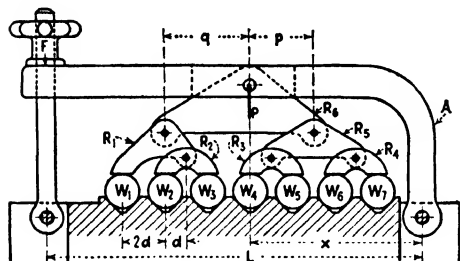 q p
F
P
A
R₁ R₂ R₃ R₆ R₅ R₄
W₁ W₂ W₃ W₄ W₅ W₆ W₇
2d d x
L